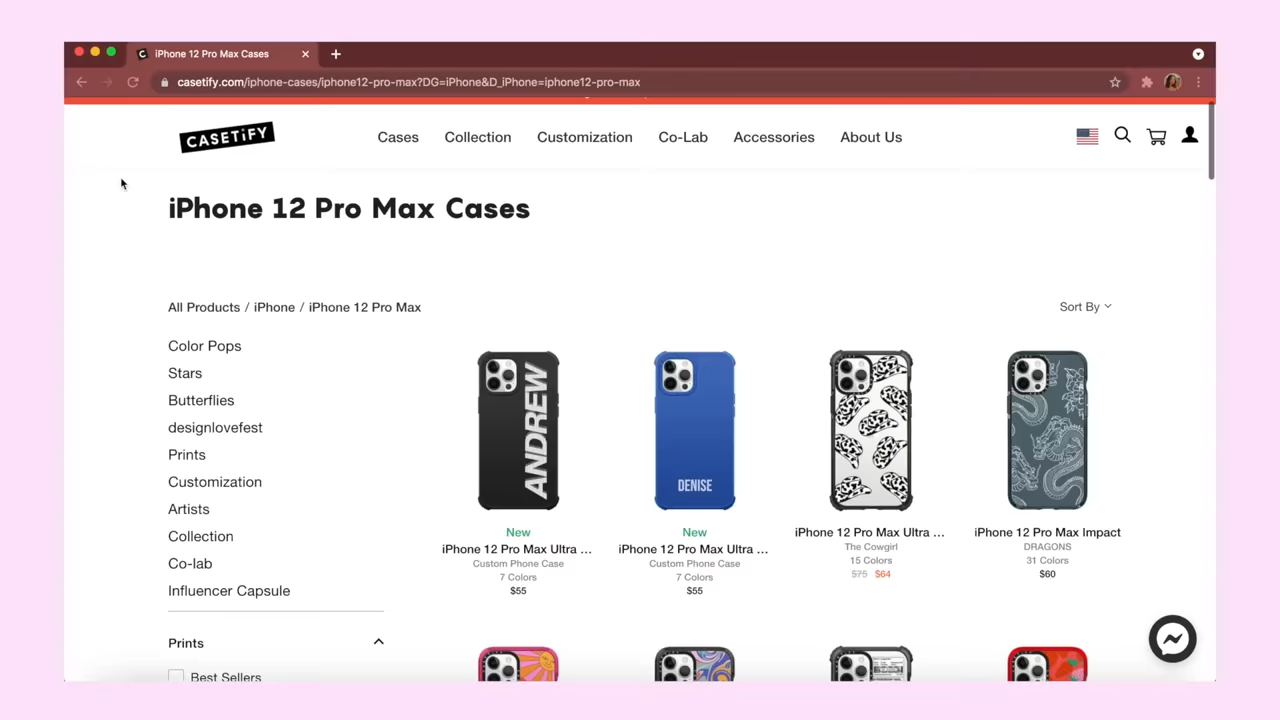 iPhone 12 Pro Max Cases
casetify.com/iphone-cases/iphone12-pro-max?DG=iPhone&D_iPhone=iphone12-pro-max
CASETiFY
Cases Collection Customization Co-Lab Accessories About Us
iPhone 12 Pro Max Cases
All Products / iPhone / iPhone 12 Pro Max
Sort By
Color Pops
Stars
Butterflies
designlovefest
Prints
Customization
Artists
Collection
Co-lab
Influencer Capsule
Prints
Best Sellers
ANDREW
New
iPhone 12 Pro Max Ultra ...
Custom Phone Case
7 Colors
$55
DENISE
New
iPhone 12 Pro Max Ultra ...
Custom Phone Case
7 Colors
$55
iPhone 12 Pro Max Ultra ...
The Cowgirl
15 Colors
$75 $64
iPhone 12 Pro Max Impact
DRAGONS
31 Colors
$60